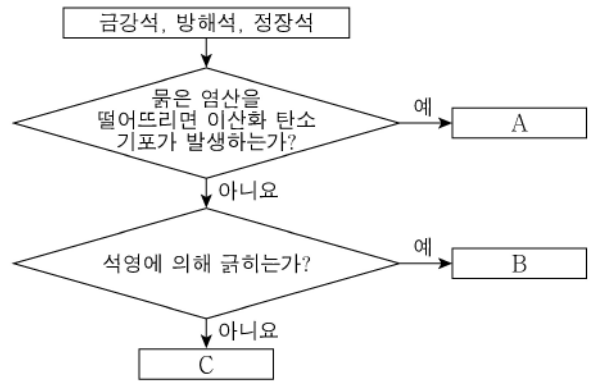 금강석, 방해석, 정장석
묽은 염산을
떨어뜨리면 이산화 탄소
기포가 발생하는가?
예
A
아니요
석영에 의해 긁히는가?
예
B
아니요
C